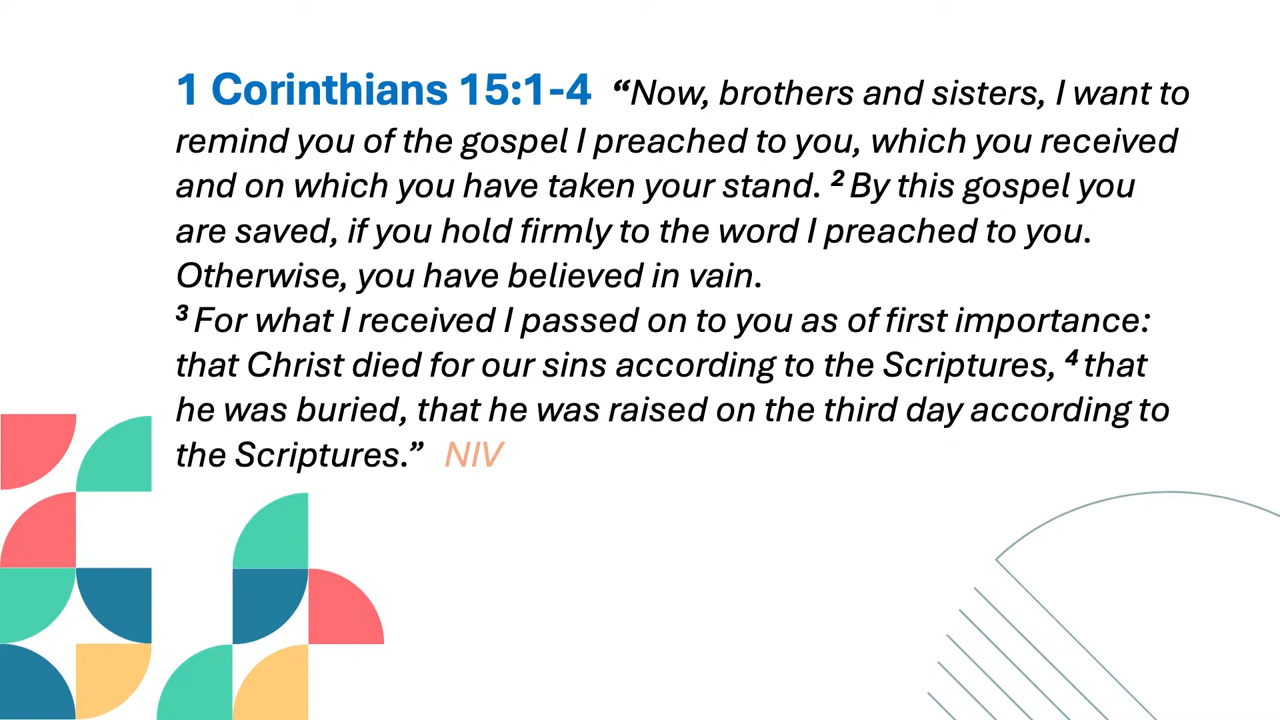 1 Corinthians 15:1-4 “Now, brothers and sisters, I want to
remind you of the gospel I preached to you, which you received
and on which you have taken your stand. ² By this gospel you
are saved, if you hold firmly to the word I preached to you.
Otherwise, you have believed in vain.
³ For what I received I passed on to you as of first importance:
that Christ died for our sins according to the Scriptures, ⁴ that
he was buried, that he was raised on the third day according to
the Scriptures.” NIV